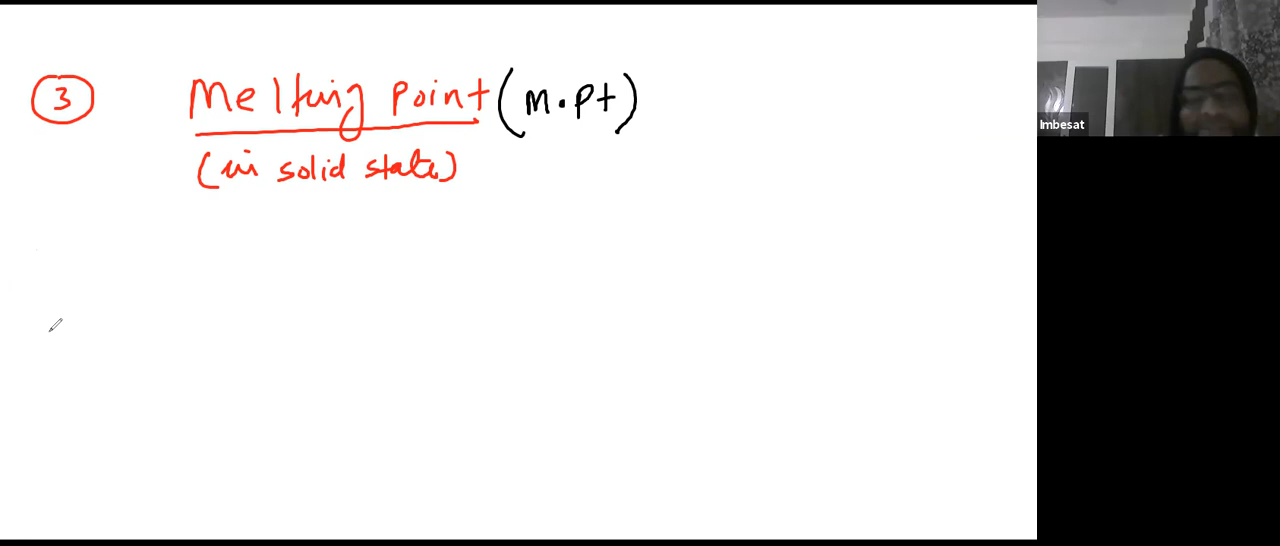 3 Melting point (m.pt)
(in solid state)
Imbesat